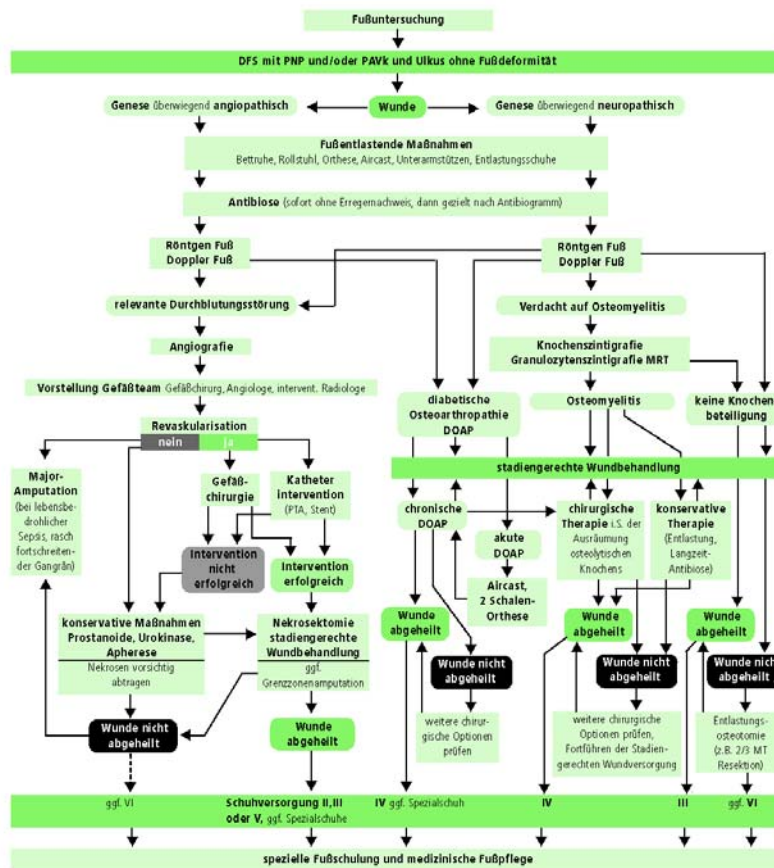 Fußuntersuchung
DFS mit PNP und/oder PAVk und Ulkus ohne Fußdeformität
Genese überwiegend angiopathisch
Wunde
Genese überwiegend neuropathisch
Fußentlastende Maßnahmen
Bettruhe, Rollstuhl, Orthese, Aircast, Unterarmstützen, Entlastungsschuhe
Antibiose (sofort ohne Erregernachweis, dann gezielt nach Antibiogramm)
Röntgen Fuß
Doppler Fuß
Röntgen Fuß
Doppler Fuß
relevante Durchblutungsstörung
Verdacht auf Osteomyelitis
Angiografie
Knochenszintigrafie
Granulozytenszintigrafie MRT
Vorstellung Gefäßteam Gefäßchirurg, Angiologe, intervent. Radiologe
diabetische
Osteoarthropathie
DOAP
Osteomyelitis
keine Knochen
beteiligung
Revaskularisation
nein
ja
stadiengerechte Wundbehandlung
Major-
Amputation
(bei lebensbe-
drohlicher
Sepsis, rasch
fortschreiten-
der Gangrän)
Gefäß-
chirurgie
Katheter
intervention
(PTA, Stent)
chronische
DOAP
akute
DOAP
chirurgische
Therapie i.S. der
Ausräumung
osteolytischen
Knochens
konservative
Therapie
(Entlastung,
Langzeit-
Antibiose)
Intervention
nicht
erfolgreich
Intervention
erfolgreich
Aircast,
2 Schalen-
Orthese
konservative Maßnahmen
Prostanoide, Urokinase,
Apherese
Nekrosen vorsichtig
abtragen
Nekrosektomie
stadiengerechte
Wundbehandlung
ggf.
Grenzzonenamputation
Wunde
abgeheilt
Wunde nicht
abgeheilt
Wunde
abgeheilt
Wunde nicht
abgeheilt
Wunde
abgeheilt
Wunde nicht
abgeheilt
Wunde nicht
abgeheilt
Wunde
abgeheilt
weitere chirur-
gische Optionen
prüfen
weitere chirurgische
Optionen prüfen,
Fortführen der Stadien-
gerechten Wundversorgung
Entlastungs-
osteotomie
(z.B. 2/3 MT
Resektion)
ggf. VI
Schuhversorgung II,III
oder V, ggf. Spezialschuhe
IV ggf. Spezialschuh
IV
III
ggf. VI
spezielle Fußschulung und medizinische Fußpflege